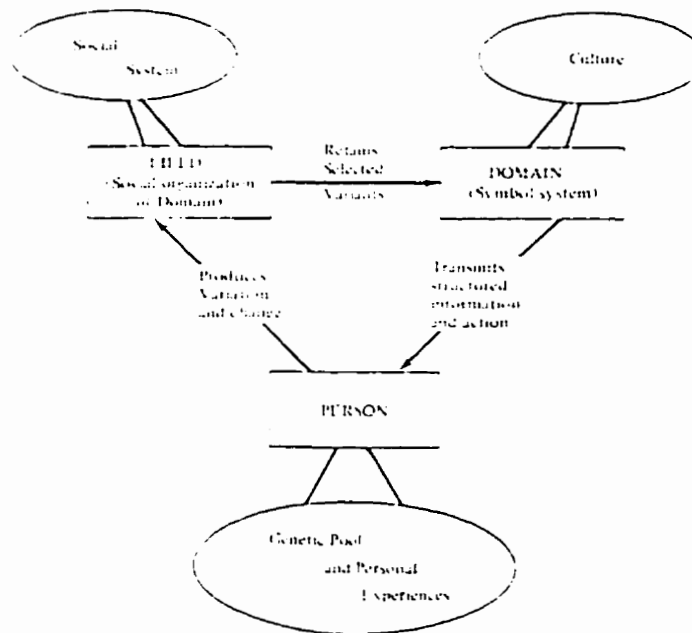 Social
System
Culture
FIELD
(Social organization
of Domain)
Retains
Selected
Variants
DOMAIN
(Symbol system)
Produces
Variation
and change
Transmits
structured
information
and action
PERSON
Genetic Pool
and Personal
Experiences